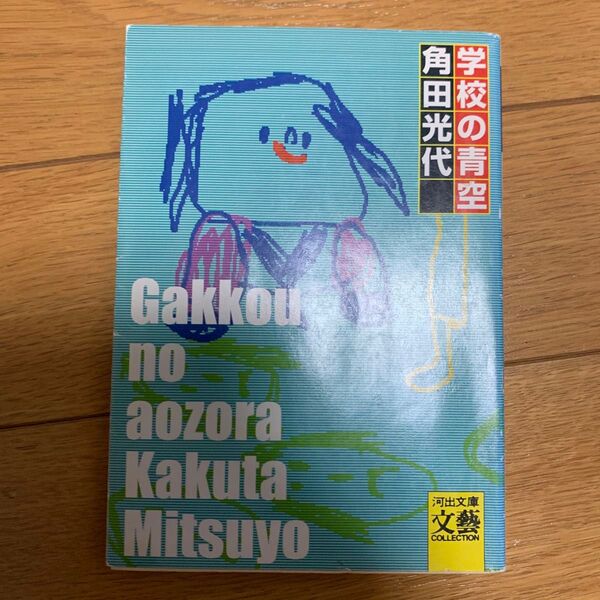 学校の青空
角田光代
Gakkou
no
aozora
Kakuta
Mitsuyo
河出文庫
文藝
COLLECTION